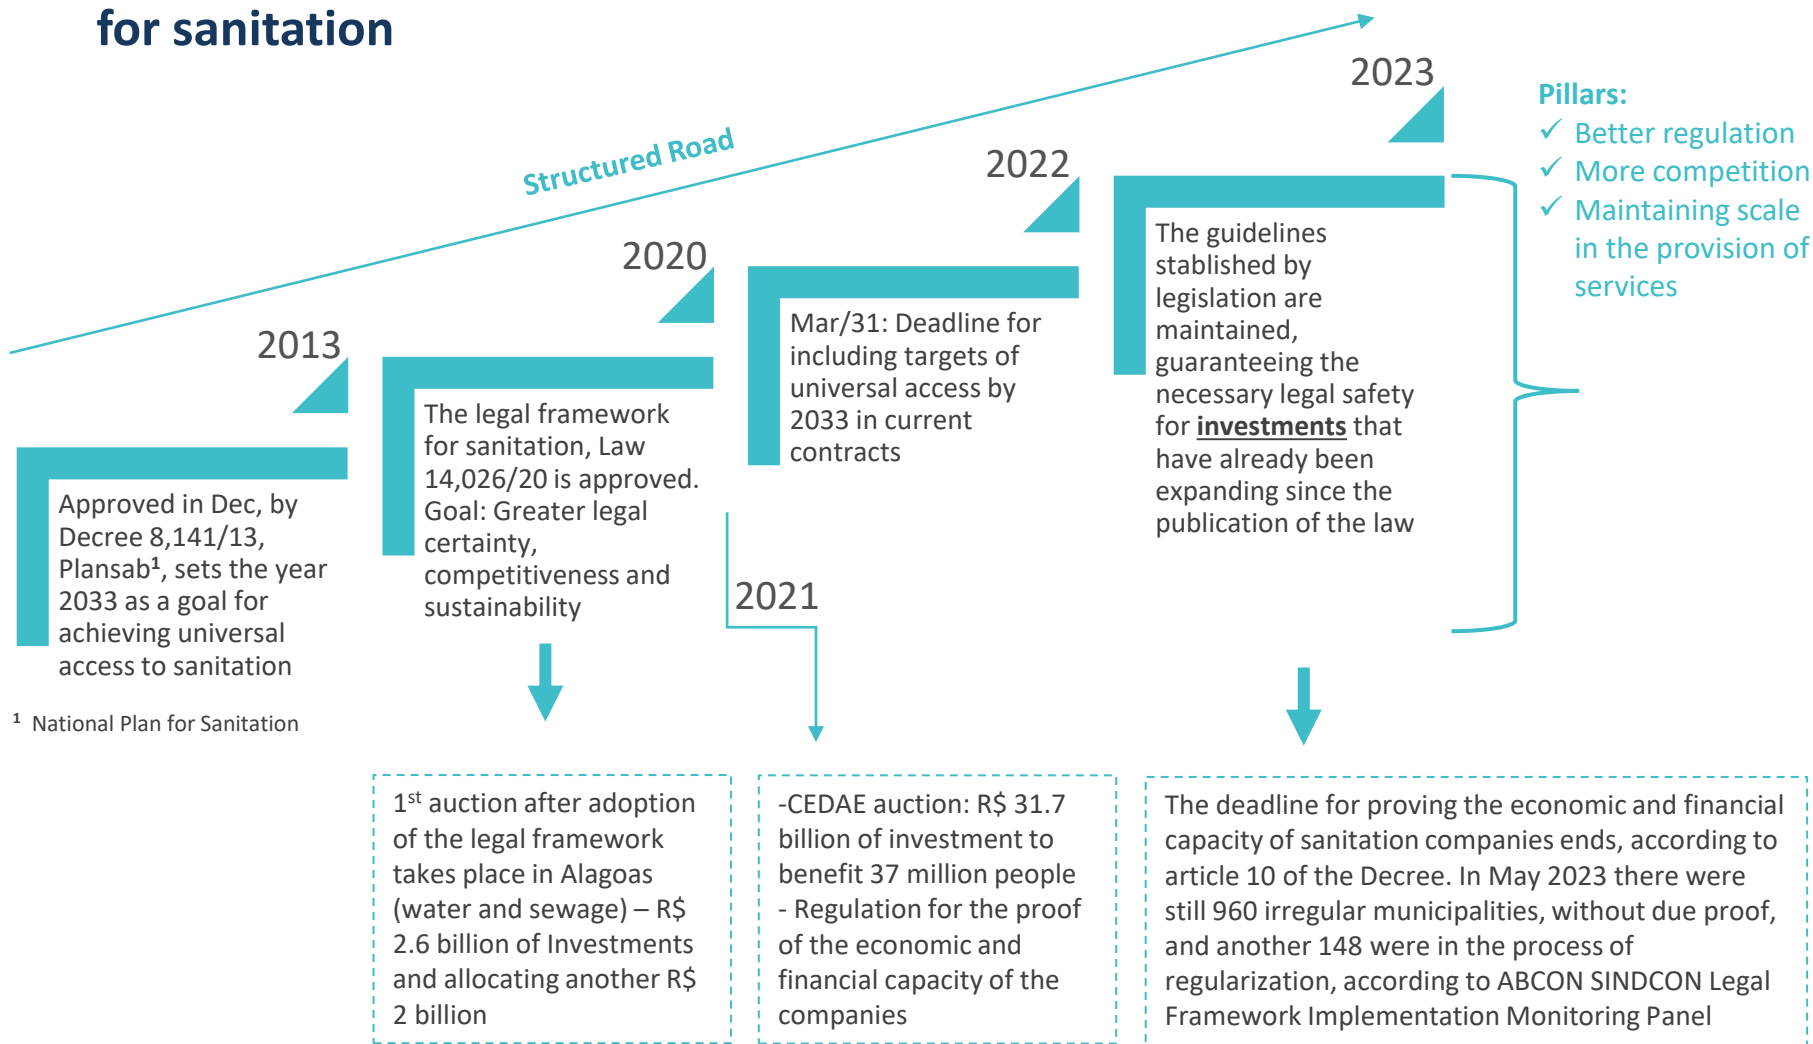 for sanitation
Structured Road
2013
Approved in Dec, by
Decree 8,141/13,
Plansab¹, sets the year
2033 as a goal for
achieving universal
access to sanitation
¹ National Plan for Sanitation
2020
The legal framework
for sanitation, Law
14,026/20 is approved.
Goal: Greater legal
certainty,
competitiveness and
sustainability
1st auction after adoption
of the legal framework
takes place in Alagoas
(water and sewage) – R$
2.6 billion of Investments
and allocating another R$
2 billion
2021
-CEDAE auction: R$ 31.7
billion of investment to
benefit 37 million people
- Regulation for the proof
of the economic and
financial capacity of the
companies
2022
Mar/31: Deadline for
including targets of
universal access by
2033 in current
contracts
2023
The guidelines
stablished by
legislation are
maintained,
guaranteeing the
necessary legal safety
for investments that
have already been
expanding since the
publication of the law
The deadline for proving the economic and financial
capacity of sanitation companies ends, according to
article 10 of the Decree. In May 2023 there were
still 960 irregular municipalities, without due proof,
and another 148 were in the process of
regularization, according to ABCON SINDCON Legal
Framework Implementation Monitoring Panel
Pillars:
✓ Better regulation
✓ More competition
✓ Maintaining scale
in the provision of
services